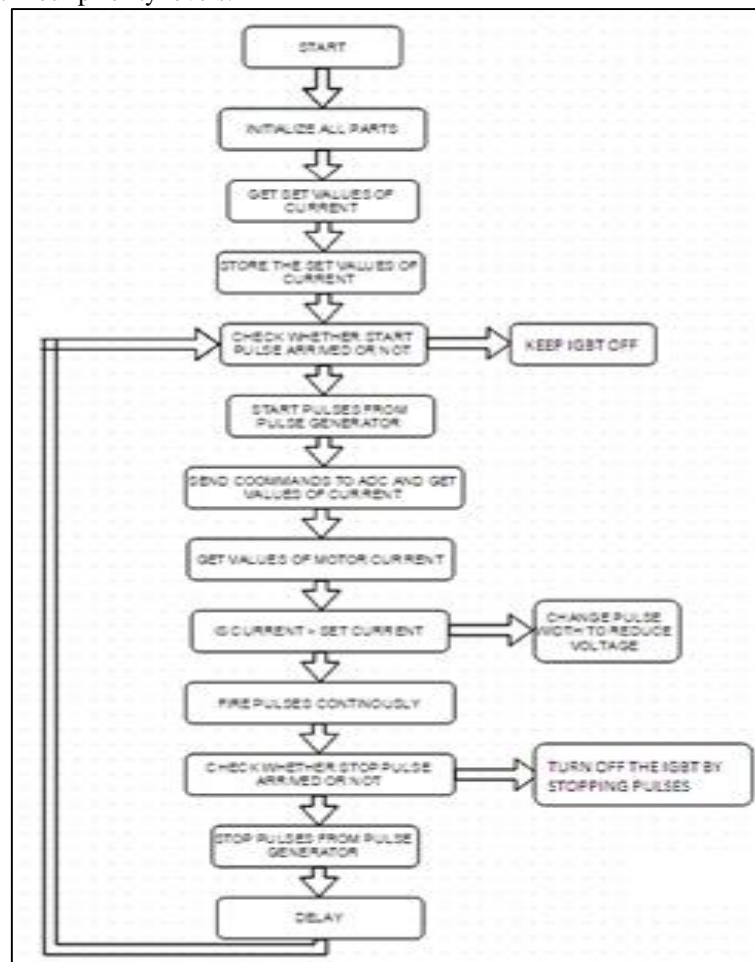 priority levels.
START
INITIALIZE ALL PARTS
GET SET VALUES OF
CURRENT
STORE THE SET VALUES OF
CURRENT
CHECK WHETHER START
PULSE ARRIVED OR NOT
KEEP IGBT OFF
START PULSES FROM
PULSE GENERATOR
SEND COOMMANDS TO ADC AND GET
VALUES OF CURRENT
GET VALUES OF MOTOR CURRENT
IS CURRENT > SET CURRENT
CHANGE PULSE
WIDTH TO REDUCE
VOLTAGE
FIRE PULSES CONTINOUSLY
CHECK WHETHER STOP PULSE
ARRIVED OR NOT
TURN OFF THE IGBT BY
STOPPING PULSES
STOP PULSES FROM PULSE
GENERATOR
DELAY